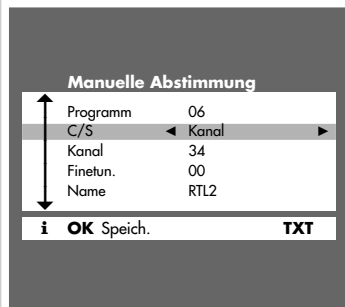 Manuelle Abstimmung
Programm 06
C/S ◄ Kanal ►
Kanal 34
Finetun. 00
Name RTL2
i OK Speich. TXT